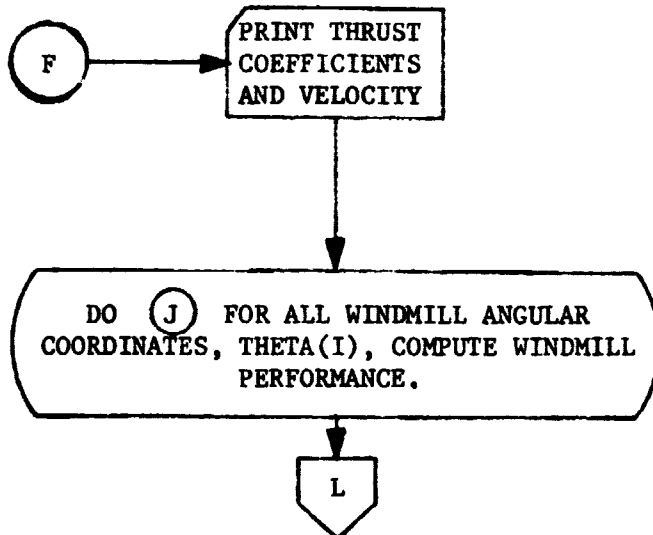 F
PRINT THRUST
COEFFICIENTS
AND VELOCITY
DO J FOR ALL WINDMILL ANGULAR
COORDINATES, THETA(I), COMPUTE WINDMILL
PERFORMANCE.
L